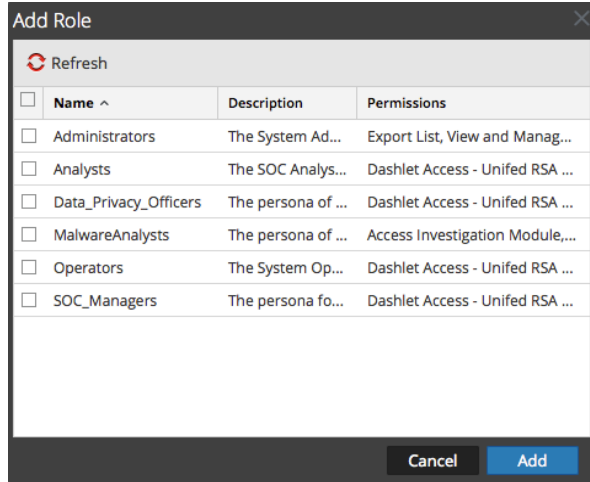 Add Role
Refresh
Name Description Permissions
Administrators The System Ad... Export List, View and Manag...
Analysts The SOC Analys... Dashlet Access - Unifed RSA ...
Data_Privacy_Officers The persona of ... Dashlet Access - Unifed RSA ...
MalwareAnalysts The persona of ... Access Investigation Module,...
Operators The System Op... Dashlet Access - Unifed RSA ...
SOC_Managers The persona fo... Dashlet Access - Unifed RSA ...
Cancel Add